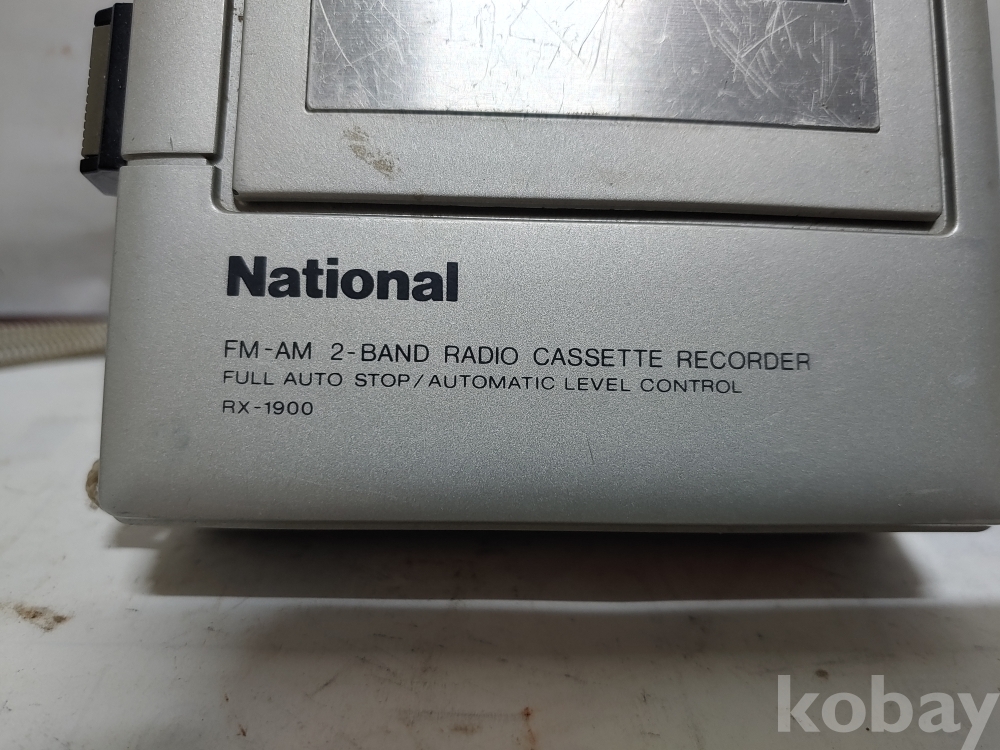 National
FM-AM 2-BAND RADIO CASSETTE RECORDER
FULL AUTO STOP/AUTOMATIC LEVEL CONTROL
RX-1900
kobay